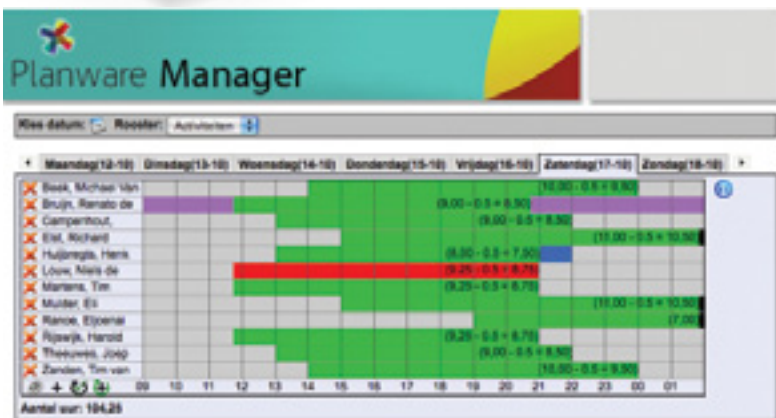 Planware Manager
Kies datum: Rooster: Activiteiten
Maandag(12-10) Dinsdag(13-10) Woensdag(14-10) Donderdag(15-10) Vrijdag(16-10) Zaterdag(17-10) Zondag(18-10)
Beek, Michael Van (10,00 - 0.5 = 9,50)
Bruijn, Renato de (9,00 - 0.5 = 8,50)
Campenhout, (9,00 - 0.5 = 8,50)
Elst, Richard (11,00 - 0.5 = 10,50)
Huijbregts, Henk (8,00 - 0.5 = 7,50)
Louw, Niels de (9,25 - 0.5 = 8,75)
Martens, Tim (9,25 - 0.5 = 8,75)
Mulder, Eli (11,00 - 0.5 = 10,50)
Rance, (7,00)
Rijswijk, Harold (9,25 - 0.5 = 8,75)
Theeuwes, Joep (9,00 - 0.5 = 8,50)
Zanden, Tim van (10,00 - 0.5 = 9,50)
09 10 11 12 13 14 15 16 17 18 19 20 21 22 23 00 01
Aantal uur: 104,25